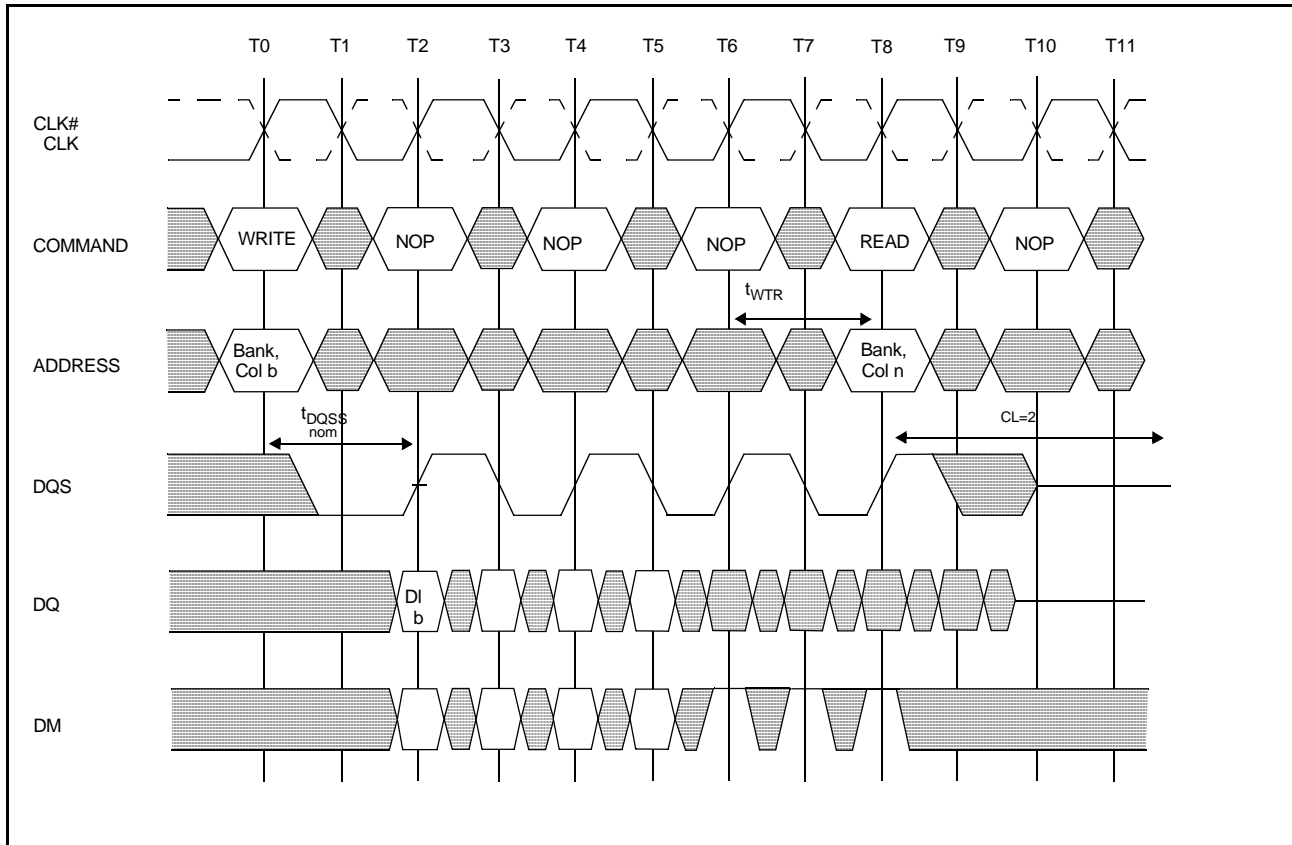 T0 T1 T2 T3 T4 T5 T6 T7 T8 T9 T10 T11
CLK#
CLK
COMMAND WRITE NOP NOP NOP READ NOP
tWTR
ADDRESS Bank, Col b Bank, Col n
tDQSS nom CL=2
DQS
DQ DI b
DM